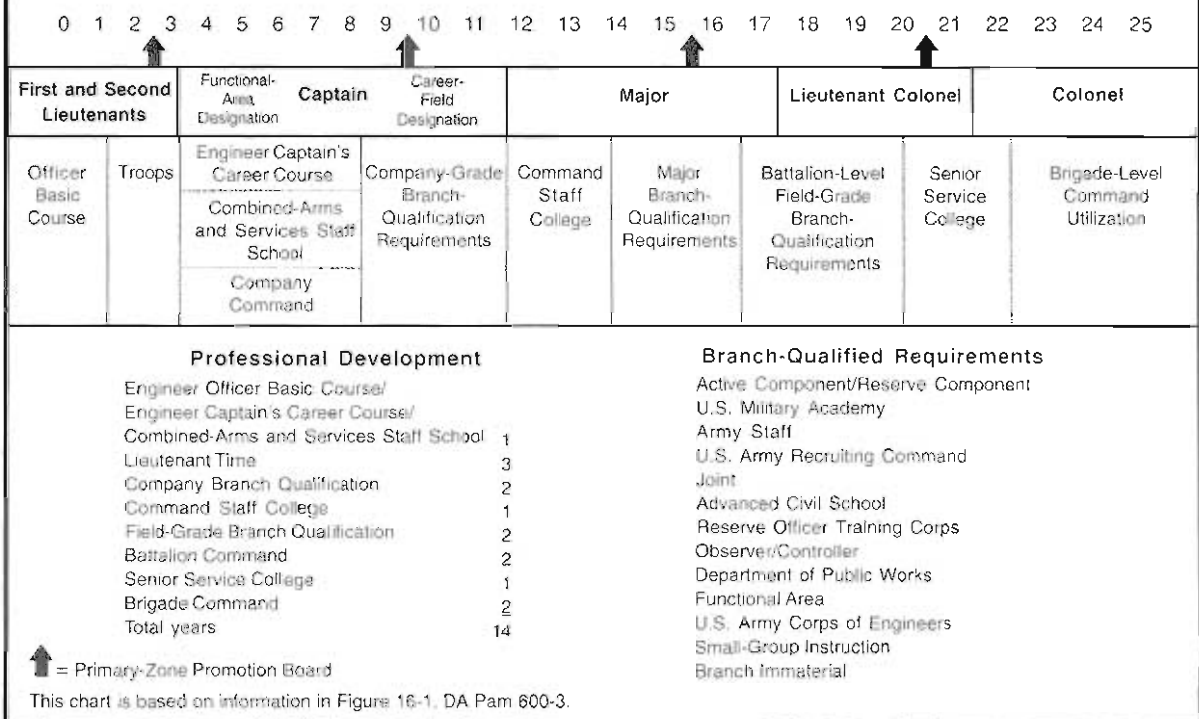 0 1 2 3 4 5 6 7 8 9 10 11 12 13 14 15 16 17 18 19 20 21 22 23 24 25
First and Second
Lieutenants
Functional-
Area
Designation
Captain
Career-
Field
Designation
Major
Lieutenant Colonel
Colonel
Officer
Basic
Course
Troops
Engineer Captain's
Career Course
Combined-Arms
and Services Staff
School
Company
Command
Company-Grade
Branch-
Qualification
Requirements
Command
Staff
College
Major
Branch-
Qualification
Requirements
Battalion-Level
Field-Grade
Branch-
Qualification
Requirements
Senior
Service
College
Brigade-Level
Command
Utilization
Professional Development
Engineer Officer Basic Course/
Engineer Captain's Career Course/
Combined-Arms and Services Staff School 1
Lieutenant Time 3
Company Branch Qualification 2
Command Staff College 1
Field-Grade Branch Qualification 2
Battalion Command 2
Senior Service College 1
Brigade Command 2
Total years 14
= Primary-Zone Promotion Board
This chart is based on information in Figure 16-1, DA Pam 600-3.
Branch-Qualified Requirements
Active Component/Reserve Component
U.S. Military Academy
Army Staff
U.S. Army Recruiting Command
Joint
Advanced Civil School
Reserve Officer Training Corps
Observer/Controller
Department of Public Works
Functional Area
U.S. Army Corps of Engineers
Small-Group Instruction
Branch Immaterial